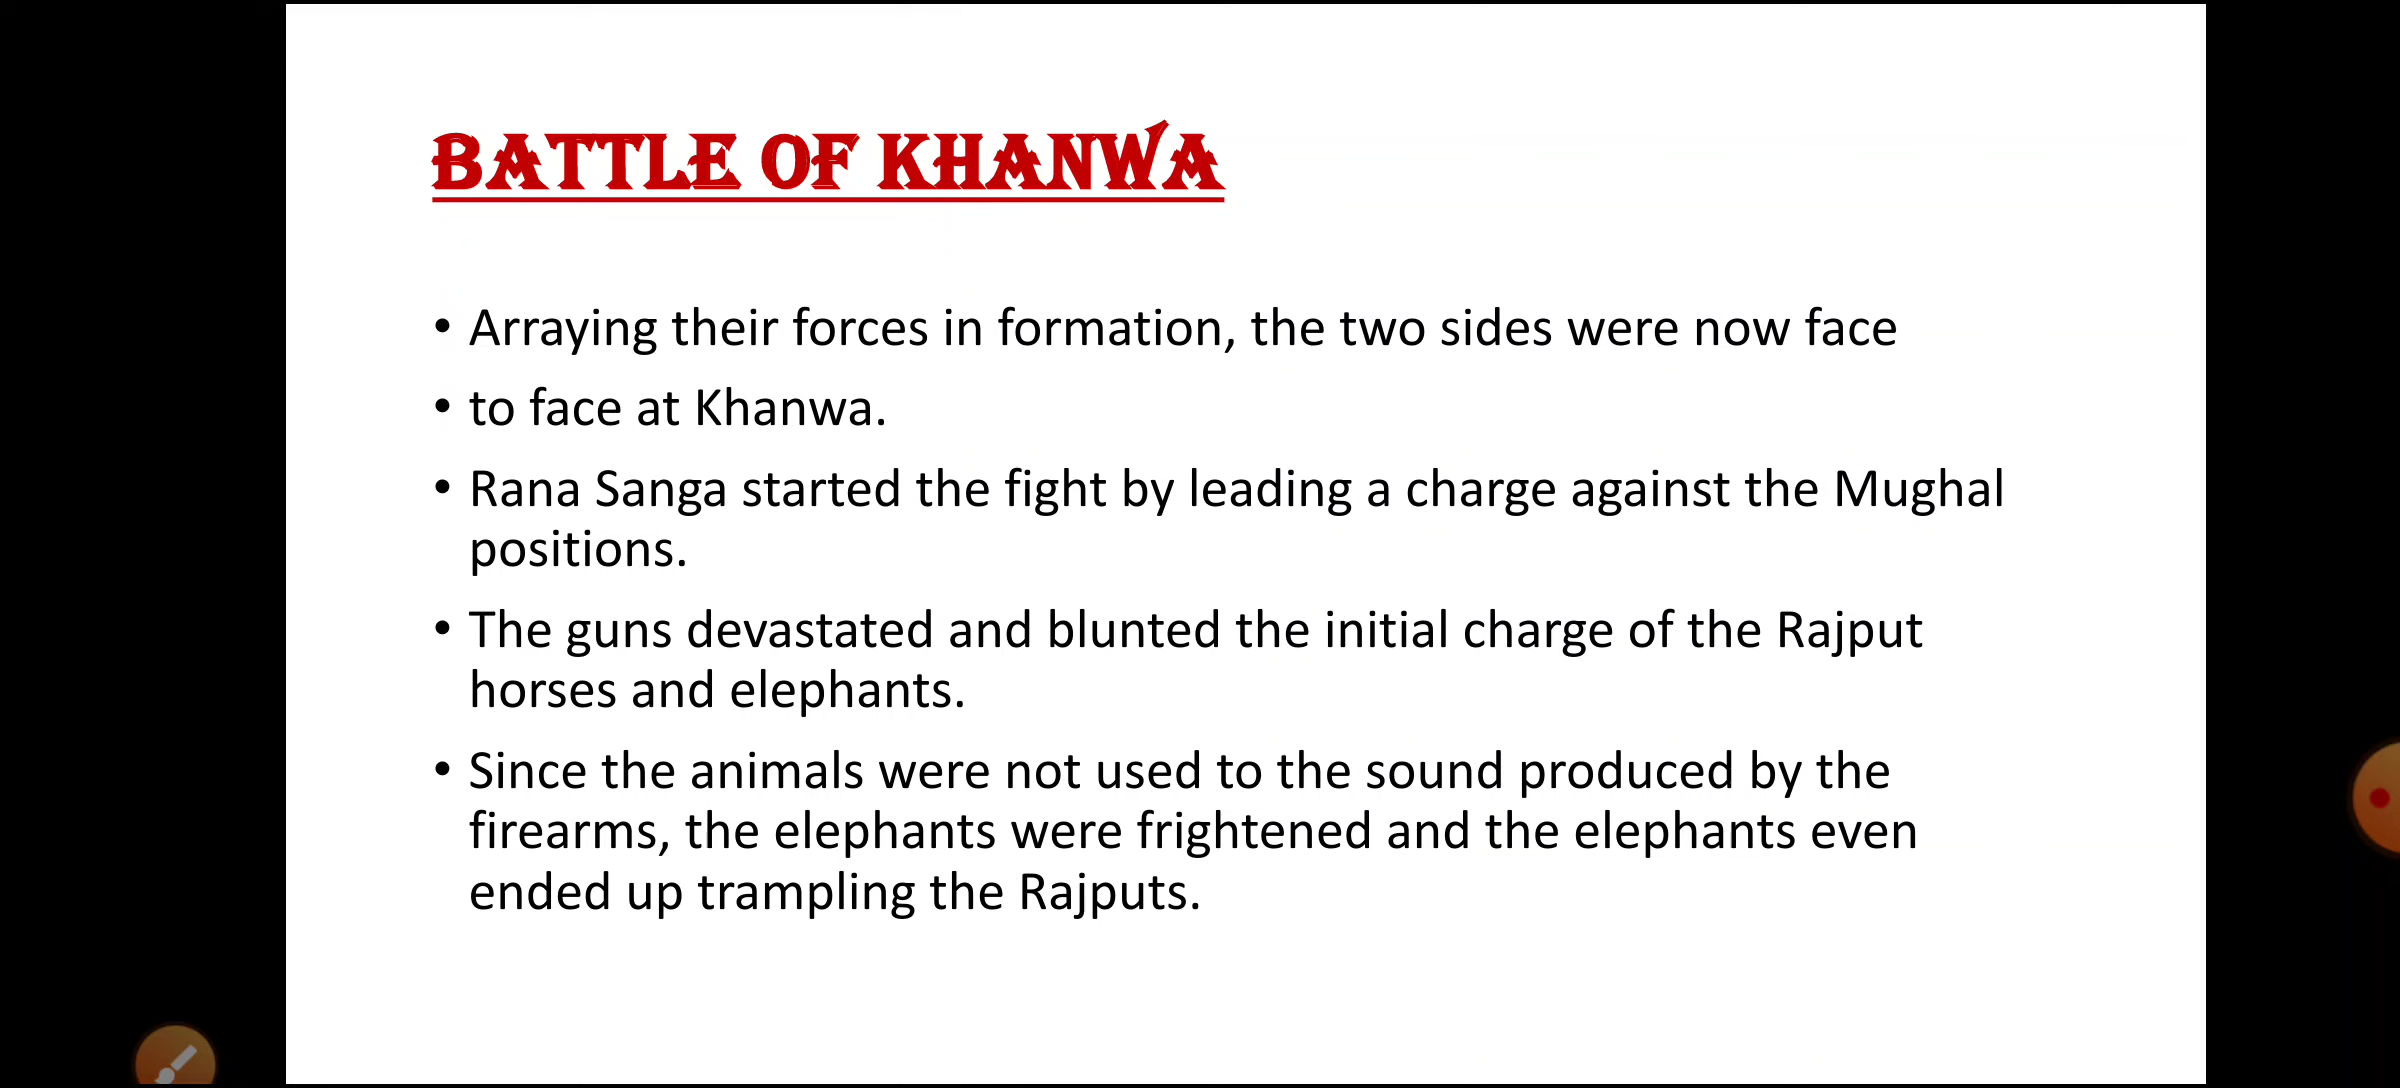 BATTLE OF KHANWA
• Arraying their forces in formation, the two sides were now face
• to face at Khanwa.
• Rana Sanga started the fight by leading a charge against the Mughal
positions.
• The guns devastated and blunted the initial charge of the Rajput
horses and elephants.
• Since the animals were not used to the sound produced by the
firearms, the elephants were frightened and the elephants even
ended up trampling the Rajputs.